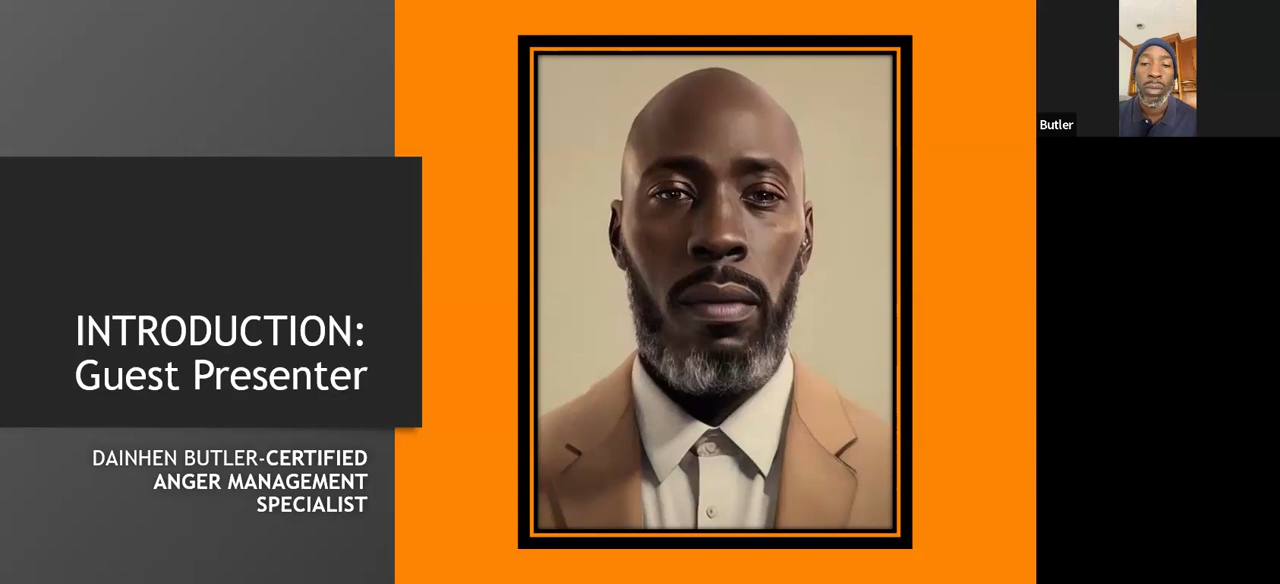 INTRODUCTION:
Guest Presenter
DAINHEN BUTLER-CERTIFIED
ANGER MANAGEMENT
SPECIALIST
Butler